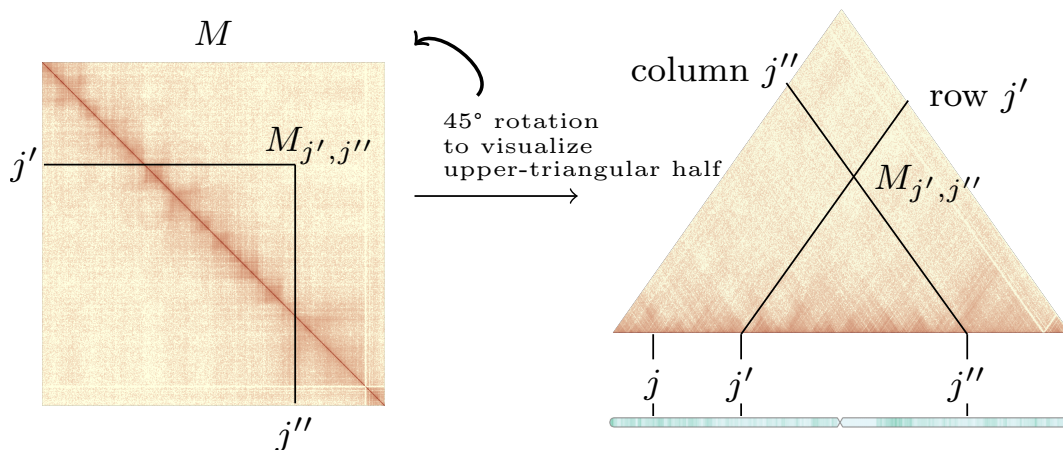 M
j′
M_{j′,j′′}
j′′
45° rotation
to visualize
upper-triangular half
column j′′
row j′
M_{j′,j′′}
j j′ j′′